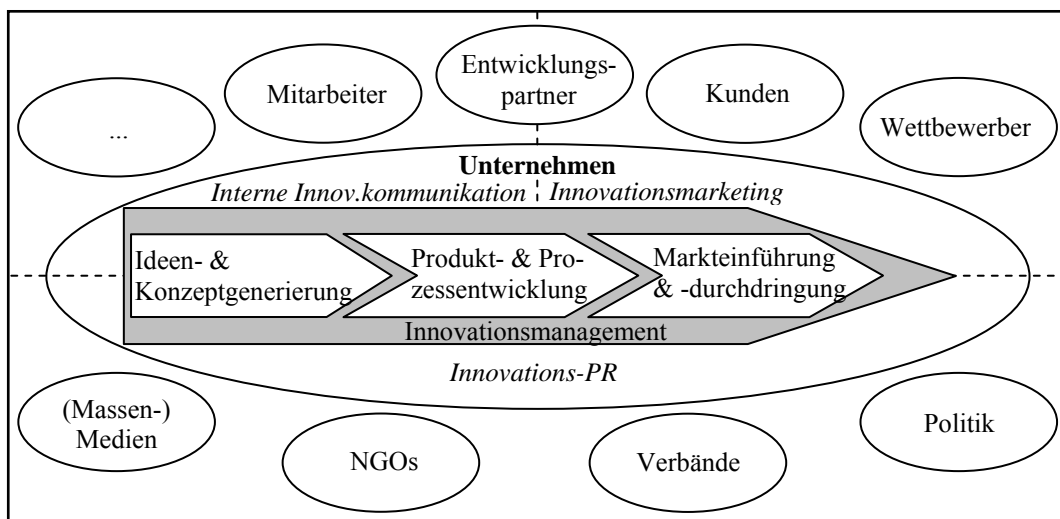 ...
Mitarbeiter
Entwicklungs-
partner
Kunden
Wettbewerber
Unternehmen
Interne Innov.kommunikation
Innovationsmarketing
Ideen- &
Konzeptgenerierung
Produkt- & Pro-
zessentwicklung
Markteinführung
& -durchdringung
Innovationsmanagement
Innovations-PR
(Massen-)
Medien
NGOs
Verbände
Politik